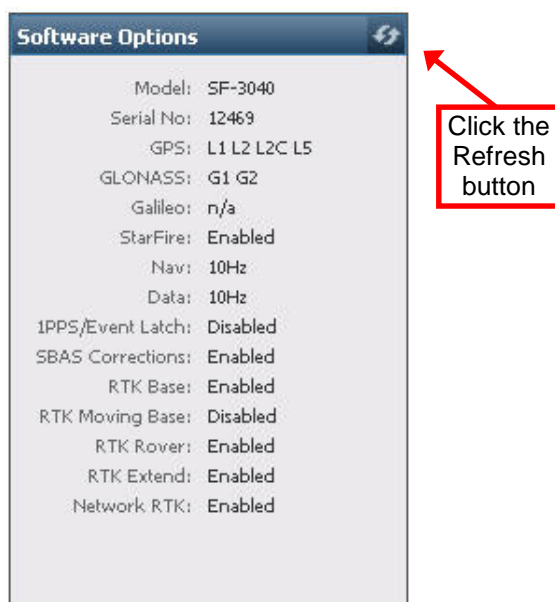 Software Options
Model: SF-3040
Serial No: 12469
GPS: L1 L2 L2C L5
GLONASS: G1 G2
Galileo: n/a
StarFire: Enabled
Nav: 10Hz
Data: 10Hz
1PPS/Event Latch: Disabled
SBAS Corrections: Enabled
RTK Base: Enabled
RTK Moving Base: Disabled
RTK Rover: Enabled
RTK Extend: Enabled
Network RTK: Enabled
Click the
Refresh
button